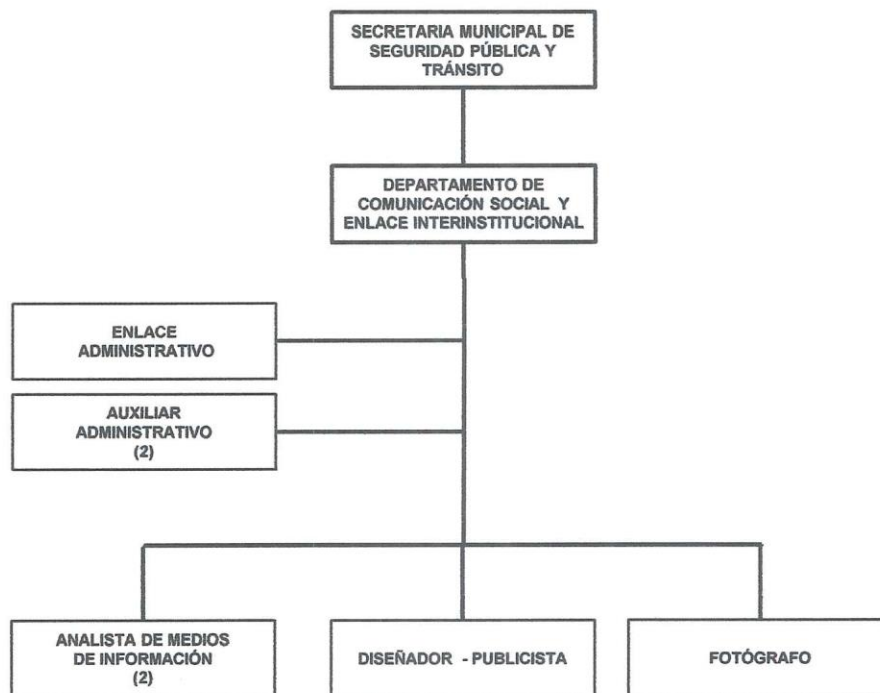 SECRETARIA MUNICIPAL DE
SEGURIDAD PÚBLICA Y
TRÁNSITO
DEPARTAMENTO DE
COMUNICACIÓN SOCIAL Y
ENLACE INTERINSTITUCIONAL
ENLACE
ADMINISTRATIVO
AUXILIAR
ADMINISTRATIVO
(2)
ANALISTA DE MEDIOS
DE INFORMACIÓN
(2)
DISEÑADOR - PUBLICISTA
FOTÓGRAFO